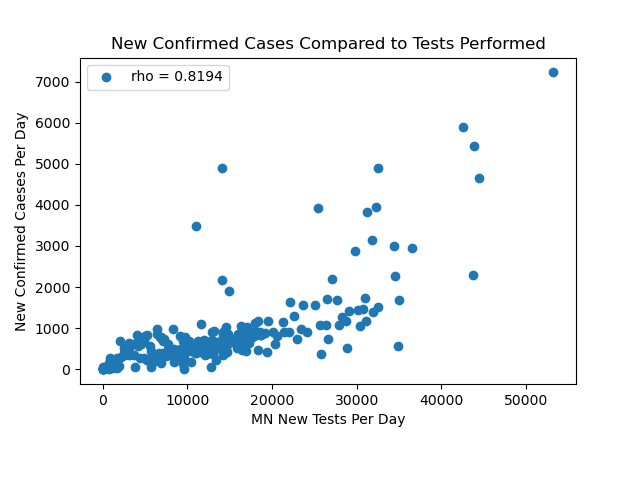 New Confirmed Cases Compared to Tests Performed
rho = 0.8194
7000
6000
5000
4000
3000
2000
1000
0
New Confirmed Caeses Per Day
0 10000 20000 30000 40000 50000
MN New Tests Per Day